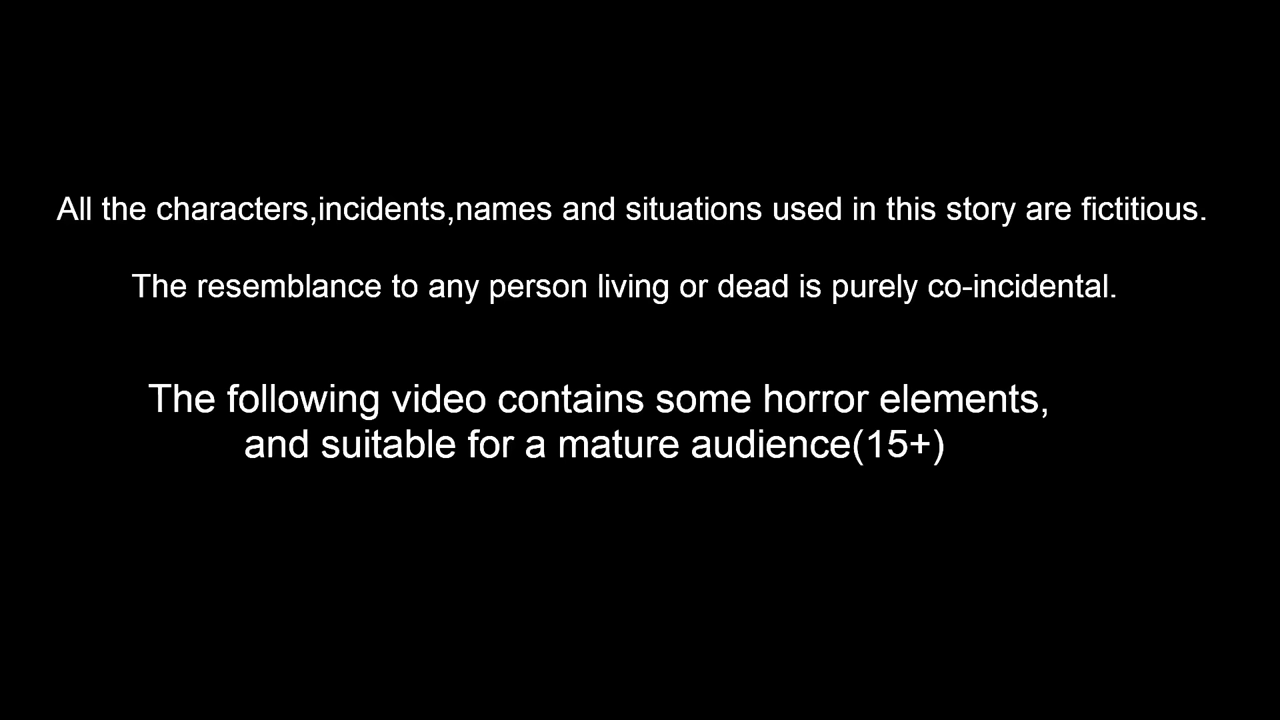 All the characters,incidents,names and situations used in this story are fictitious.
The resemblance to any person living or dead is purely co-incidental.
The following video contains some horror elements,
and suitable for a mature audience(15+)